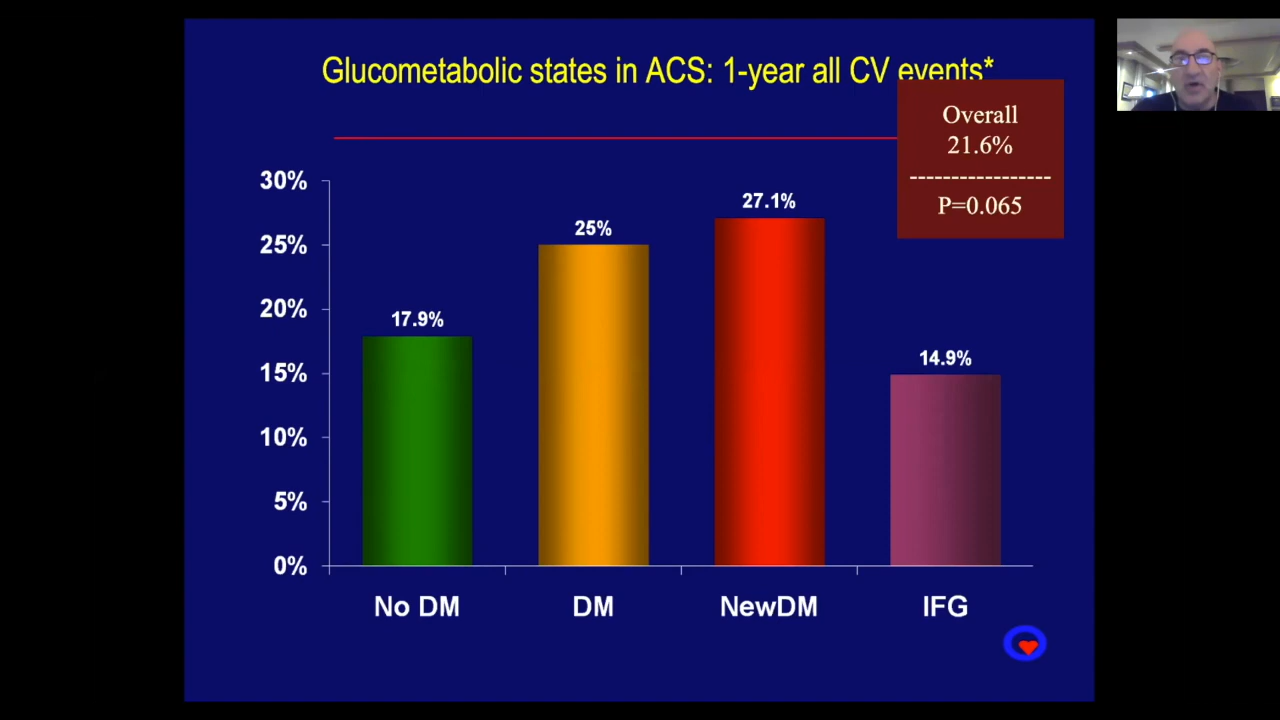 Glucometabolic states in ACS: 1-year all CV events*
Overall
21.6%
-----------------
P=0.065
30%
25%
20%
15%
10%
5%
0%
17.9%
25%
27.1%
14.9%
No DM
DM
NewDM
IFG